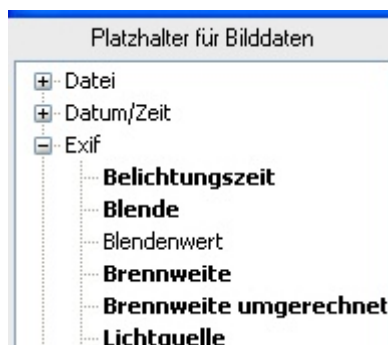 Platzhalter für Bilddaten
Datei
Datum/Zeit
Exif
Belichtungszeit
Blende
Blendenwert
Brennweite
Brennweite umgerechnet
Lichtquelle